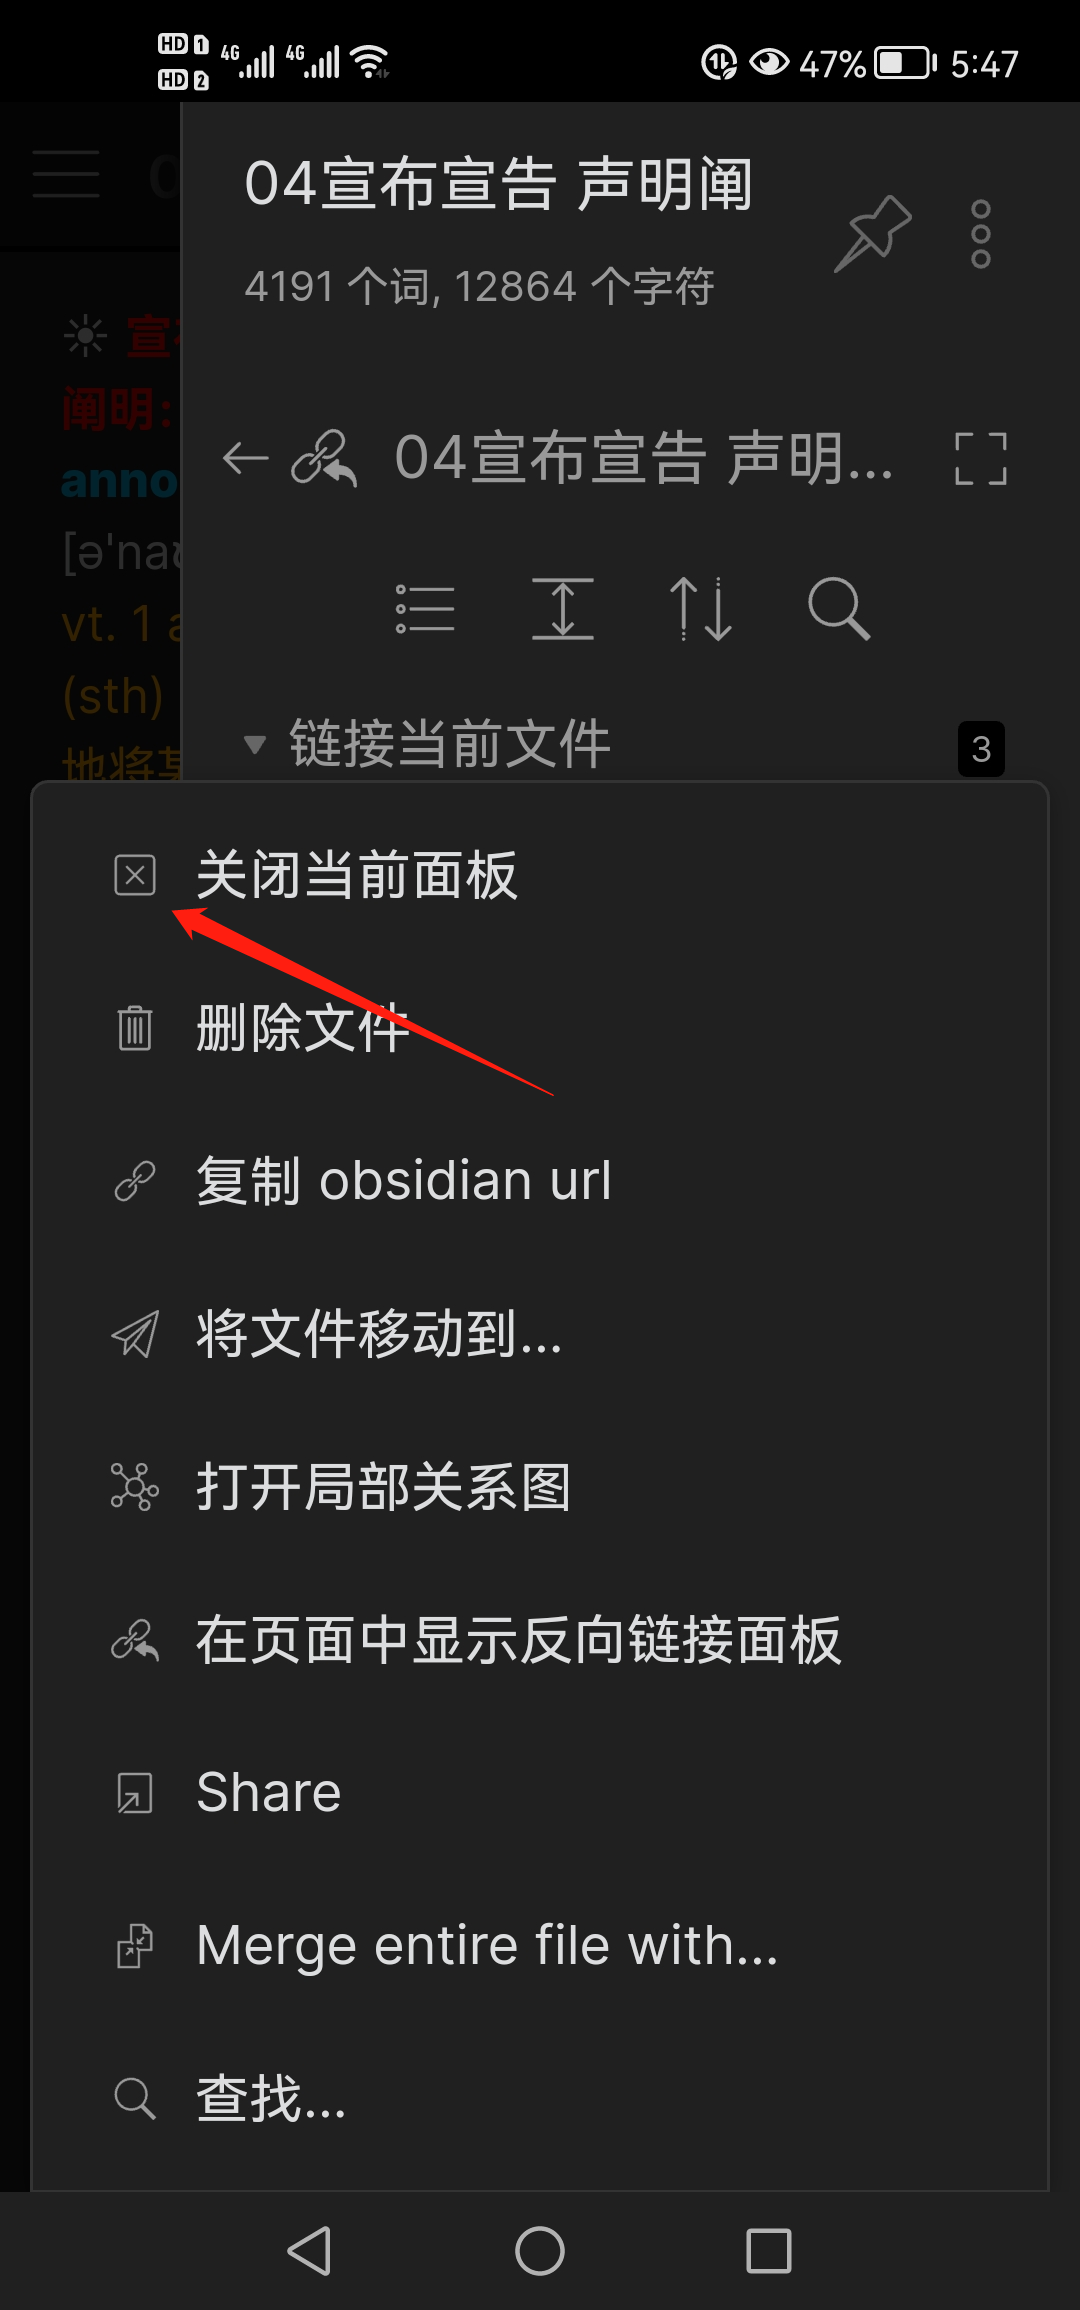 HD 1 4G 4G 47% 5:47
HD 2
04宣布宣告 声明阐
4191 个词, 12864 个字符
阐明:
anno
[ə'na
vt. 1 a
(sth)
地将
04宣布宣告 声明...
链接当前文件 3
关闭当前面板
删除文件
复制 obsidian url
将文件移动到...
打开局部关系图
在页面中显示反向链接面板
Share
Merge entire file with...
查找...